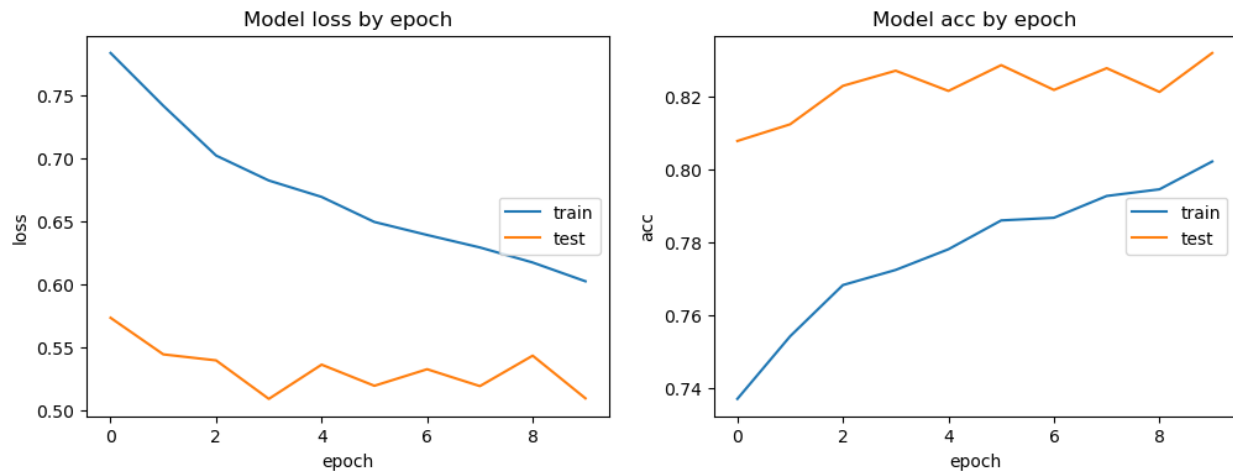 Model loss by epoch
0.75
0.70
0.65
0.60
0.55
0.50
loss
train
test
0 2 4 6 8
epoch
Model acc by epoch
0.82
0.80
0.78
0.76
0.74
acc
train
test
0 2 4 6 8
epoch